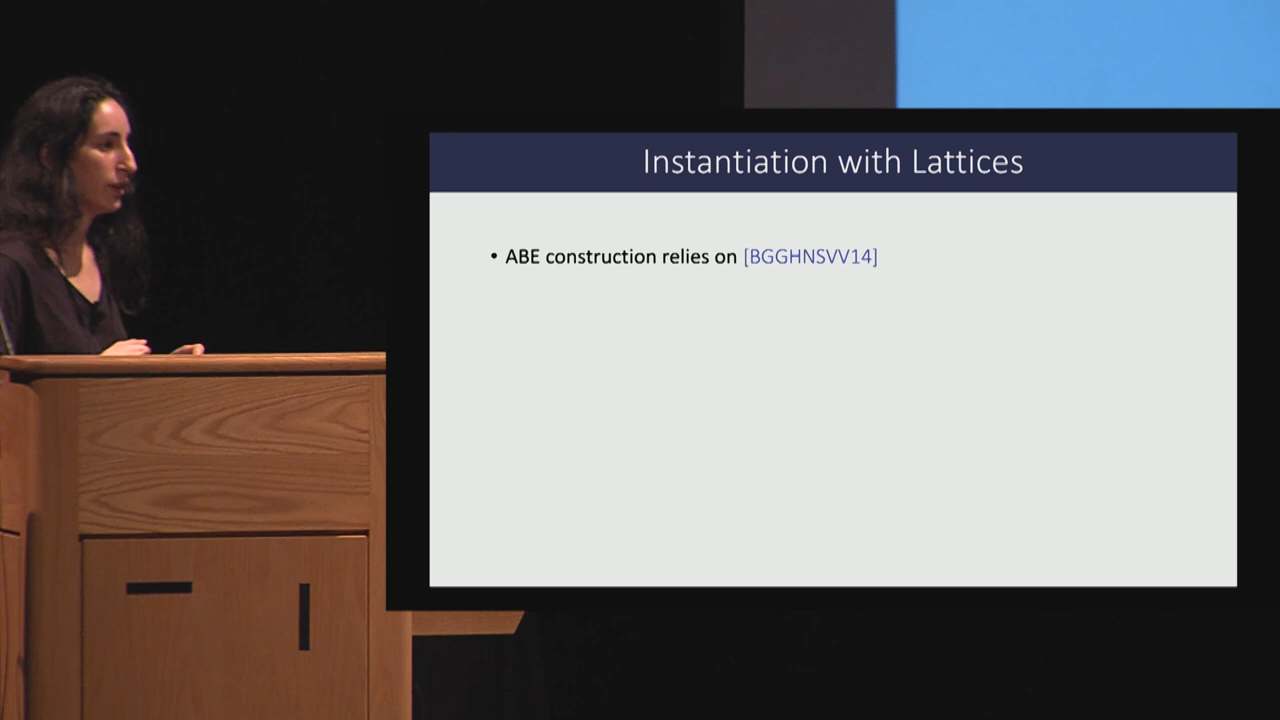 Instantiation with Lattices
• ABE construction relies on [BGGHNSVV14]